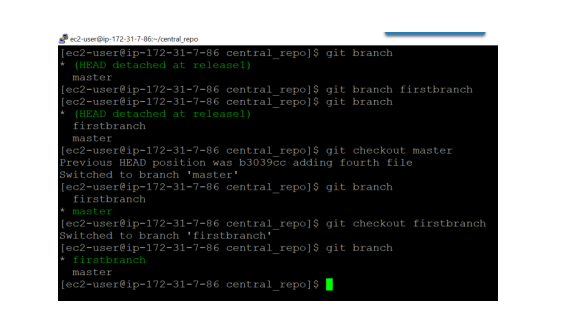 ec2-user@ip-172-31-7-86:~/central_repo
[ec2-user@ip-172-31-7-86 central_repo]$ git branch
* (HEAD detached at release1)
  master
[ec2-user@ip-172-31-7-86 central_repo]$ git branch firstbranch
[ec2-user@ip-172-31-7-86 central_repo]$ git branch
* (HEAD detached at release1)
  firstbranch
  master
[ec2-user@ip-172-31-7-86 central_repo]$ git checkout master
Previous HEAD position was b3039cc adding fourth file
Switched to branch 'master'
[ec2-user@ip-172-31-7-86 central_repo]$ git branch
  firstbranch
* master
[ec2-user@ip-172-31-7-86 central_repo]$ git checkout firstbranch
Switched to branch 'firstbranch'
[ec2-user@ip-172-31-7-86 central_repo]$ git branch
* firstbranch
  master
[ec2-user@ip-172-31-7-86 central_repo]$